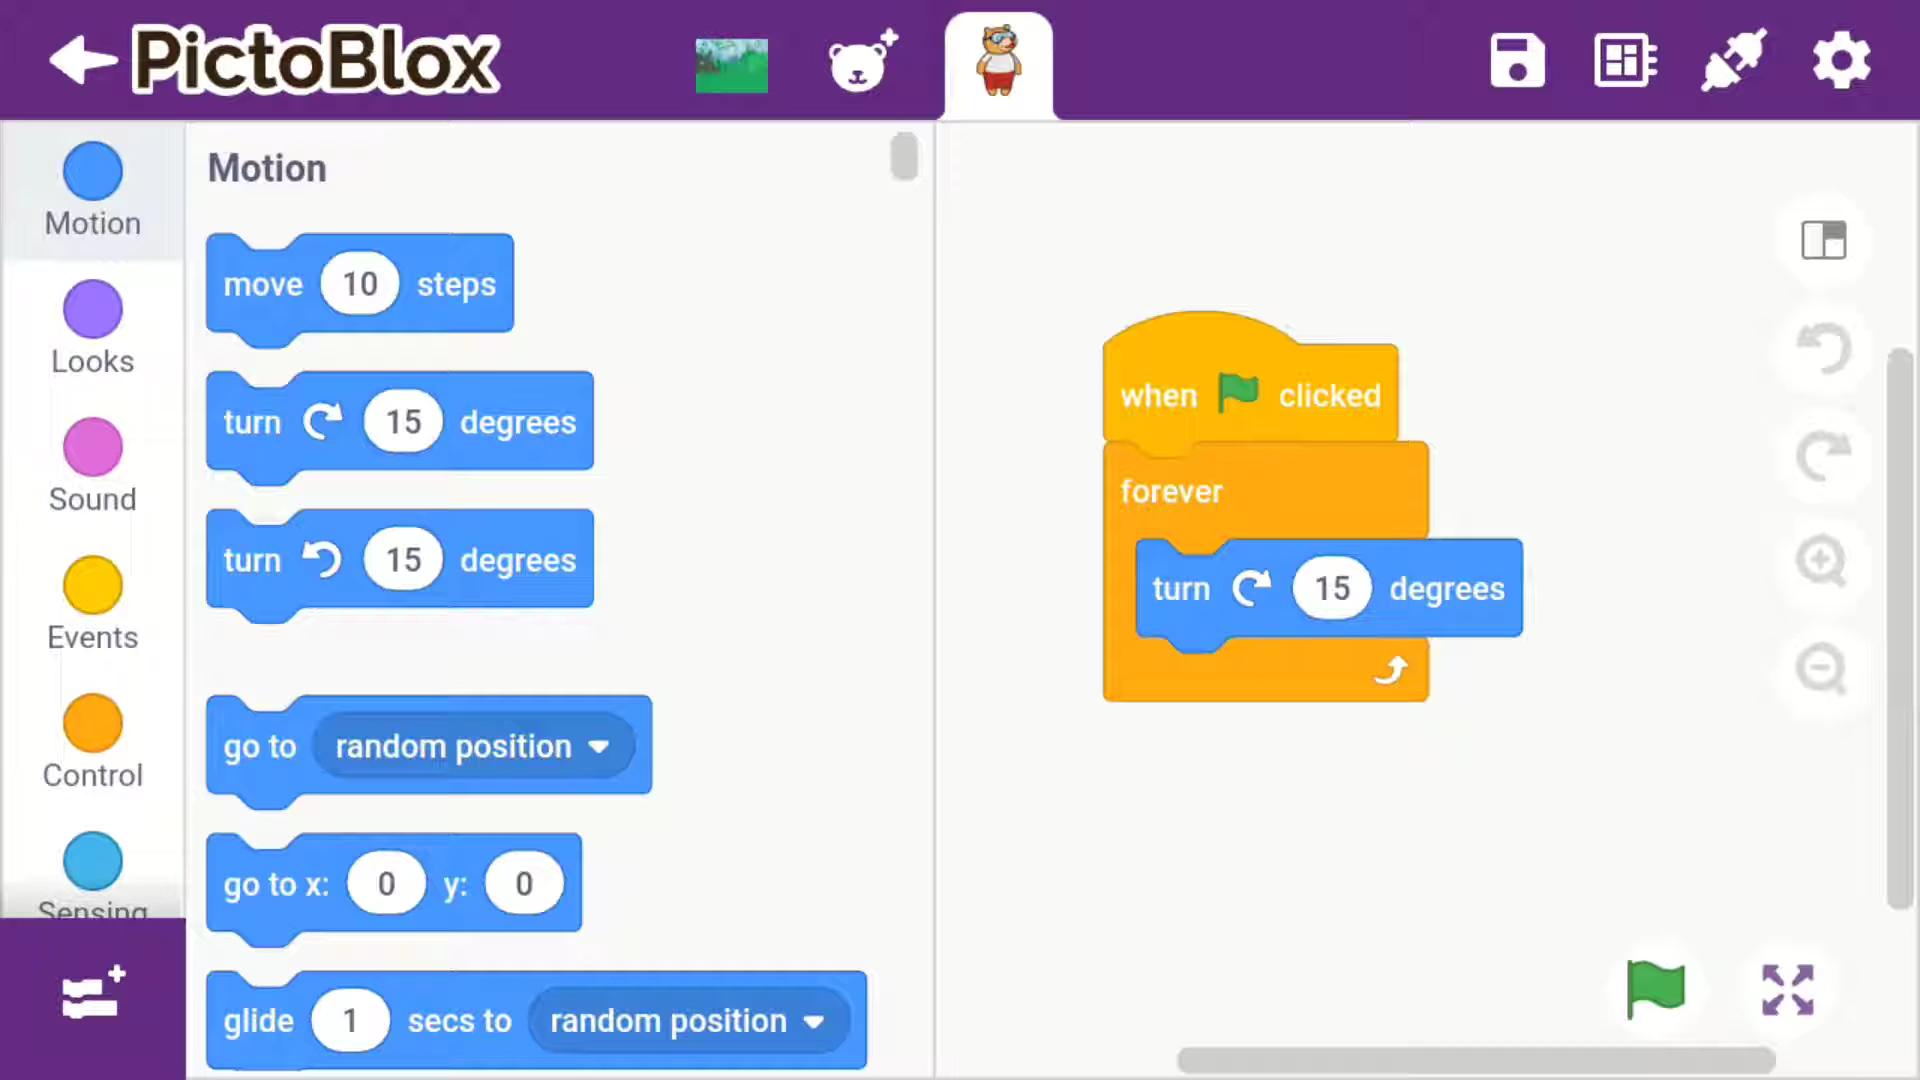 PictoBlox
Motion
Looks
Sound
Events
Control
Sensing
Motion
move 10 steps
turn 15 degrees
turn 15 degrees
go to random position
go to x: 0 y: 0
glide 1 secs to random position
when clicked
forever
turn 15 degrees